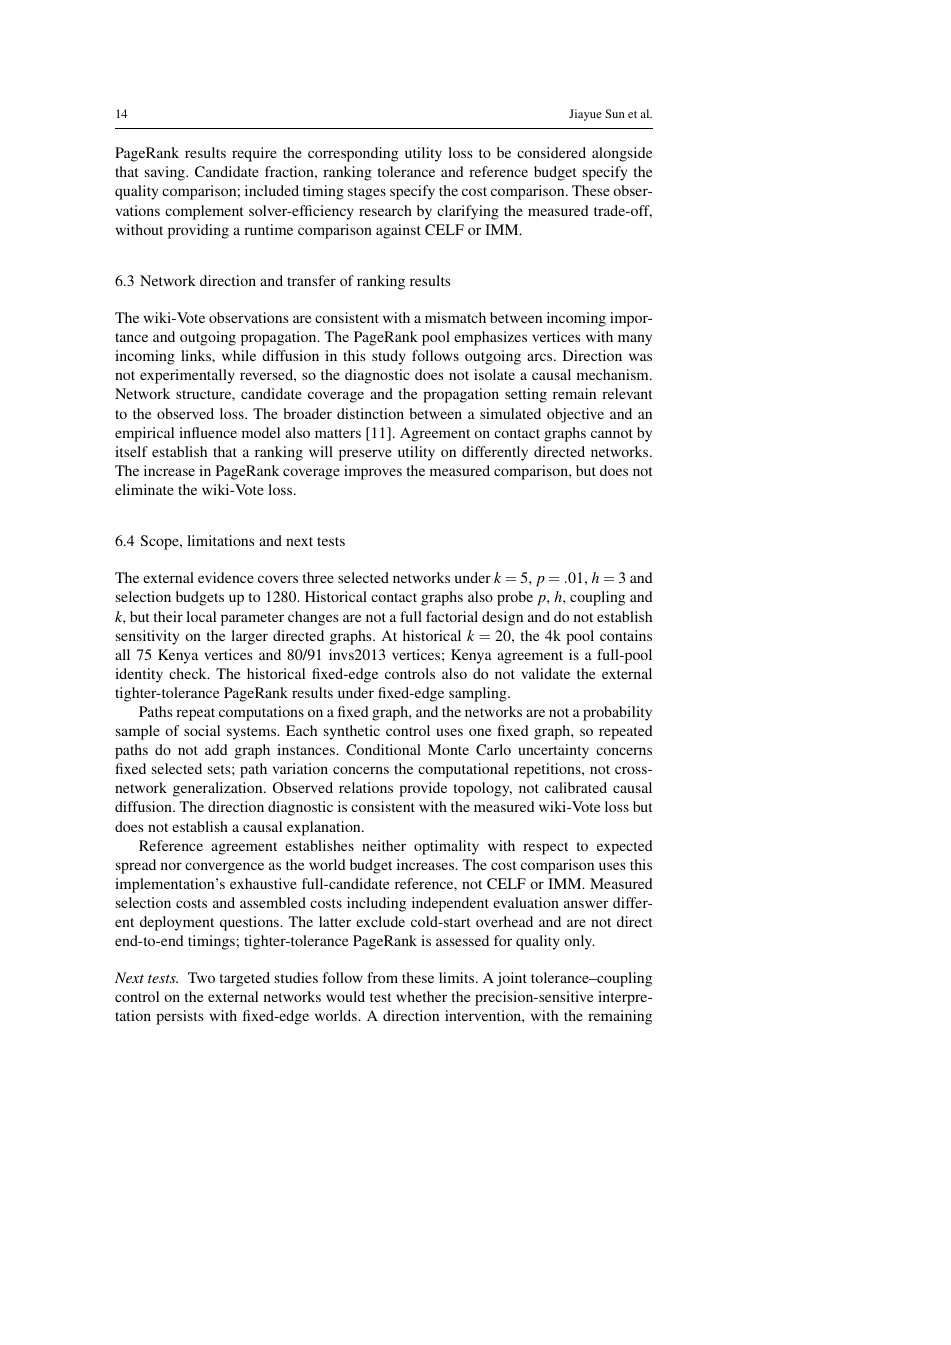 14
Jiayue Sun et al.
PageRank results require the corresponding utility loss to be considered alongside
that saving. Candidate fraction, ranking tolerance and reference budget specify the
quality comparison; included timing stages specify the cost comparison. These obser-
vations complement solver-efficiency research by clarifying the measured trade-off,
without providing a runtime comparison against CELF or IMM.
6.3 Network direction and transfer of ranking results
The wiki-Vote observations are consistent with a mismatch between incoming impor-
tance and outgoing propagation. The PageRank pool emphasizes vertices with many
incoming links, while diffusion in this study follows outgoing arcs. Direction was
not experimentally reversed, so the diagnostic does not isolate a causal mechanism.
Network structure, candidate coverage and the propagation setting remain relevant
to the observed loss. The broader distinction between a simulated objective and an
empirical influence model also matters [11]. Agreement on contact graphs cannot by
itself establish that a ranking will preserve utility on differently directed networks.
The increase in PageRank coverage improves the measured comparison, but does not
eliminate the wiki-Vote loss.
6.4 Scope, limitations and next tests
The external evidence covers three selected networks under k = 5, p = .01, h = 3 and
selection budgets up to 1280. Historical contact graphs also probe p, h, coupling and
k, but their local parameter changes are not a full factorial design and do not establish
sensitivity on the larger directed graphs. At historical k = 20, the 4k pool contains
all 75 Kenya vertices and 80/91 invs2013 vertices; Kenya agreement is a full-pool
identity check. The historical fixed-edge controls also do not validate the external
tighter-tolerance PageRank results under fixed-edge sampling.
Paths repeat computations on a fixed graph, and the networks are not a probability
sample of social systems. Each synthetic control uses one fixed graph, so repeated
paths do not add graph instances. Conditional Monte Carlo uncertainty concerns
fixed selected sets; path variation concerns the computational repetitions, not cross-
network generalization. Observed relations provide topology, not calibrated causal
diffusion. The direction diagnostic is consistent with the measured wiki-Vote loss but
does not establish a causal explanation.
Reference agreement establishes neither optimality with respect to expected
spread nor convergence as the world budget increases. The cost comparison uses this
implementation's exhaustive full-candidate reference, not CELF or IMM. Measured
selection costs and assembled costs including independent evaluation answer differ-
ent deployment questions. The latter exclude cold-start overhead and are not direct
end-to-end timings; tighter-tolerance PageRank is assessed for quality only.
Next tests. Two targeted studies follow from these limits. A joint tolerance–coupling
control on the external networks would test whether the precision-sensitive interpre-
tation persists with fixed-edge worlds. A direction intervention, with the remaining